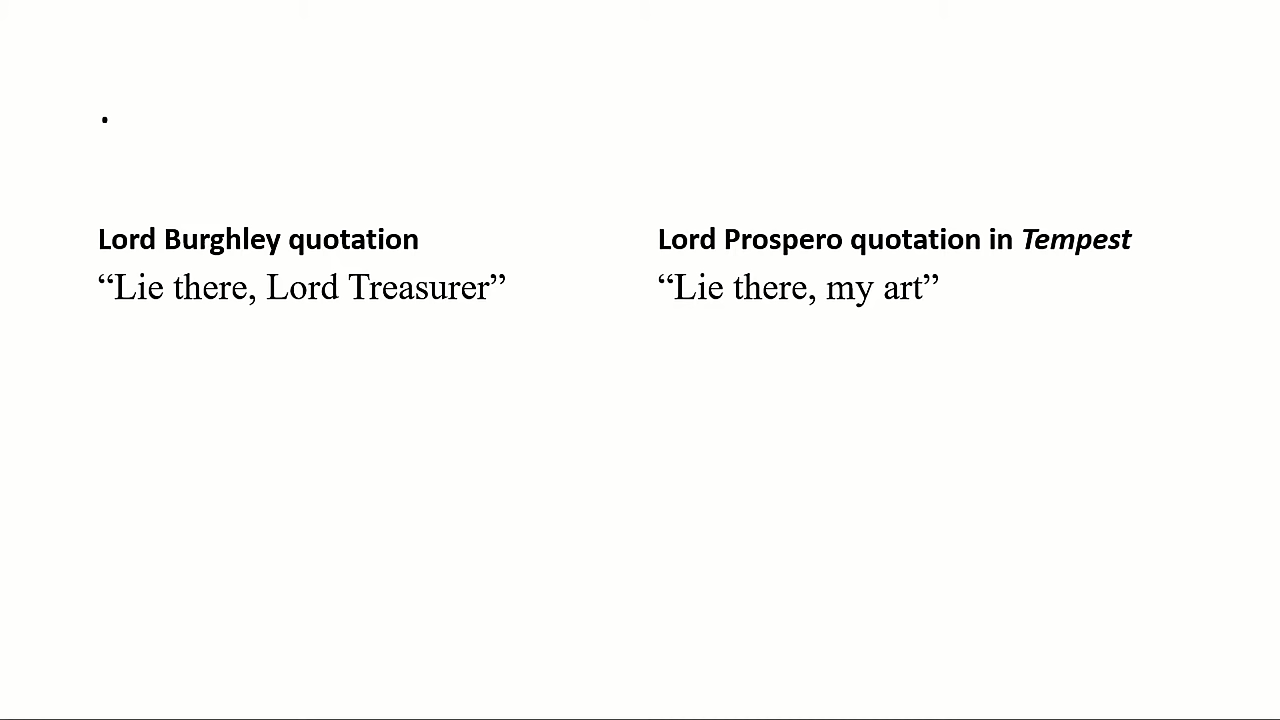 .
Lord Burghley quotation
“Lie there, Lord Treasurer”
Lord Prospero quotation in Tempest
“Lie there, my art”